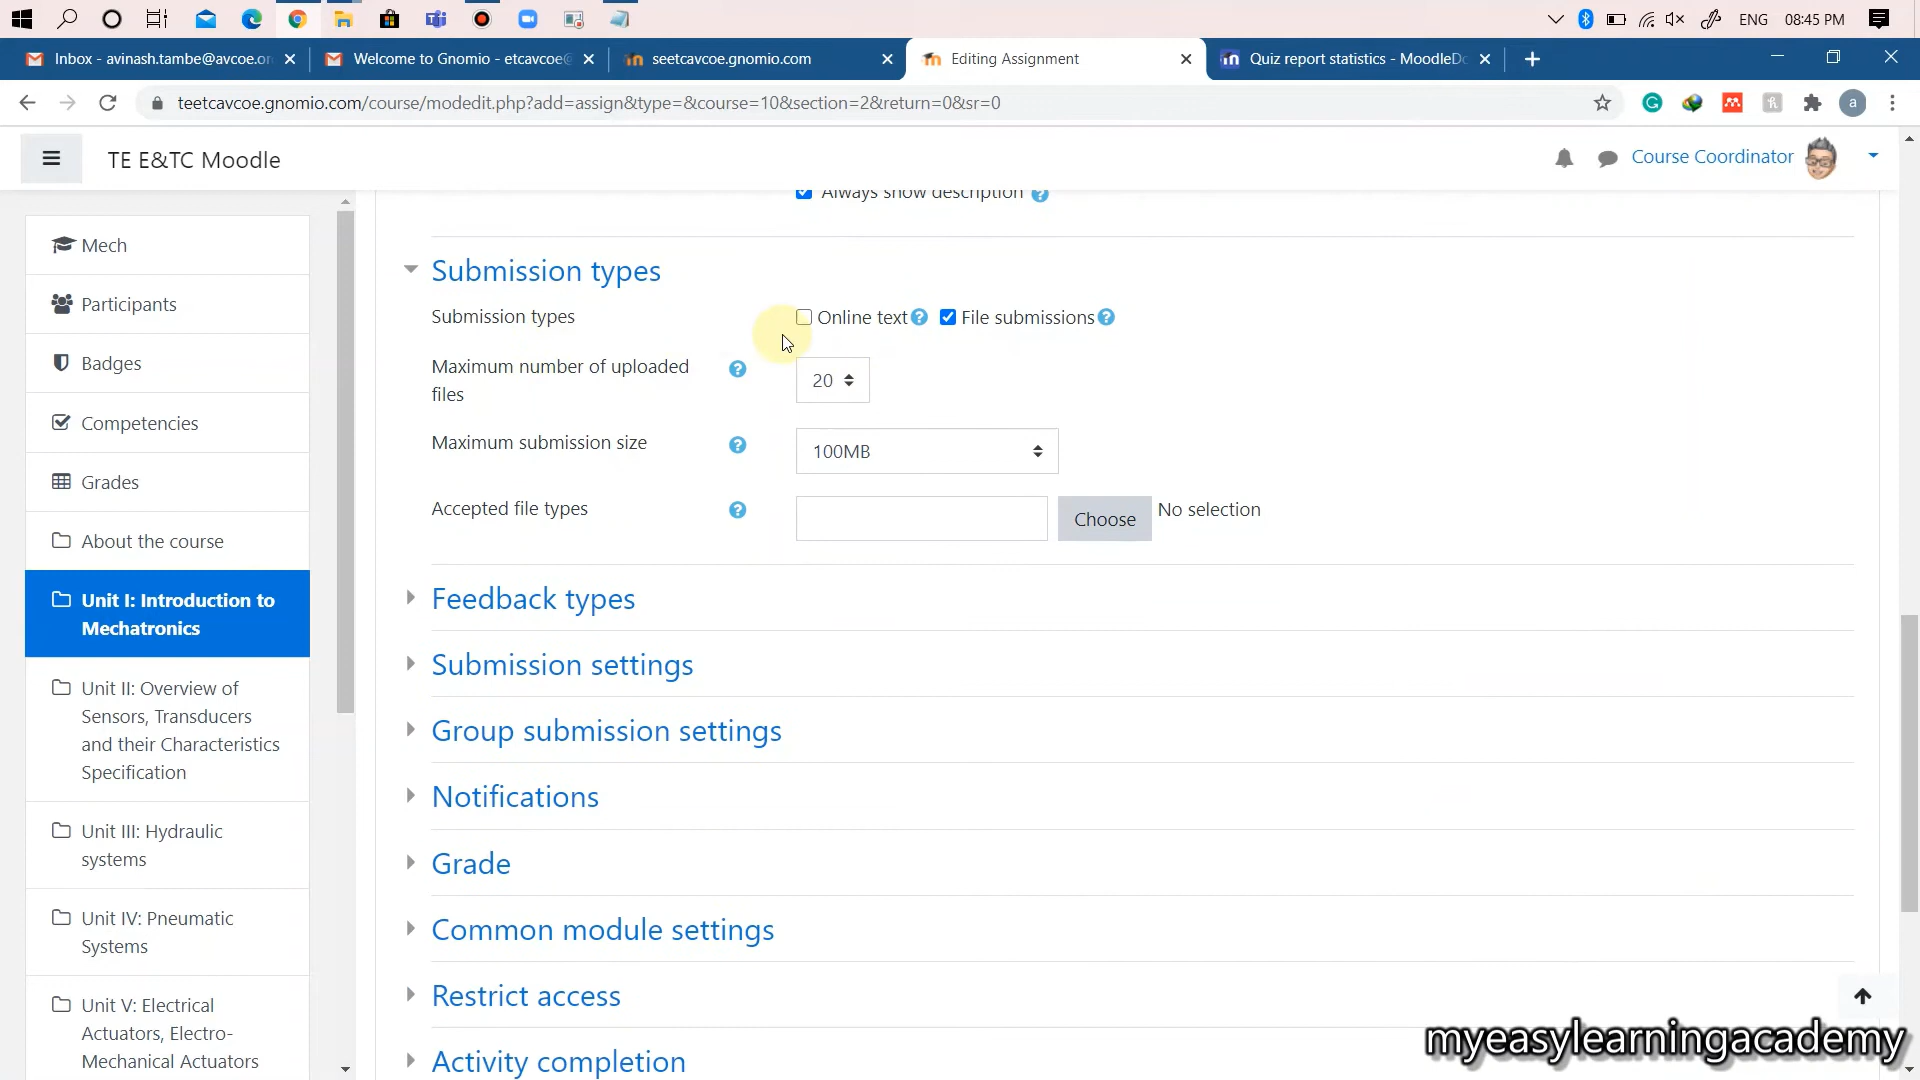 ENG
08:45 PM
Inbox - avinash.tambe@avcoe.or
Welcome to Gnomio - etcavcoe@
seetcavcoe.gnomio.com
Editing Assignment
Quiz report statistics - MoodleDo
teetcavcoe.gnomio.com/course/modedit.php?add=assign&type=&course=10&section=2&return=0&sr=0
a
TE E&TC Moodle
Course Coordinator
Mech
Participants
Badges
Competencies
Grades
About the course
Unit I: Introduction to
Mechatronics
Unit II: Overview of
Sensors, Transducers
and their Characteristics
Specification
Unit III: Hydraulic
systems
Unit IV: Pneumatic
Systems
Unit V: Electrical
Actuators, Electro-
Mechanical Actuators
Always show description
Submission types
Submission types
Online text
File submissions
Maximum number of uploaded
files
20
Maximum submission size
100MB
Accepted file types
Choose
No selection
Feedback types
Submission settings
Group submission settings
Notifications
Grade
Common module settings
Restrict access
Activity completion
myeasylearningacademy